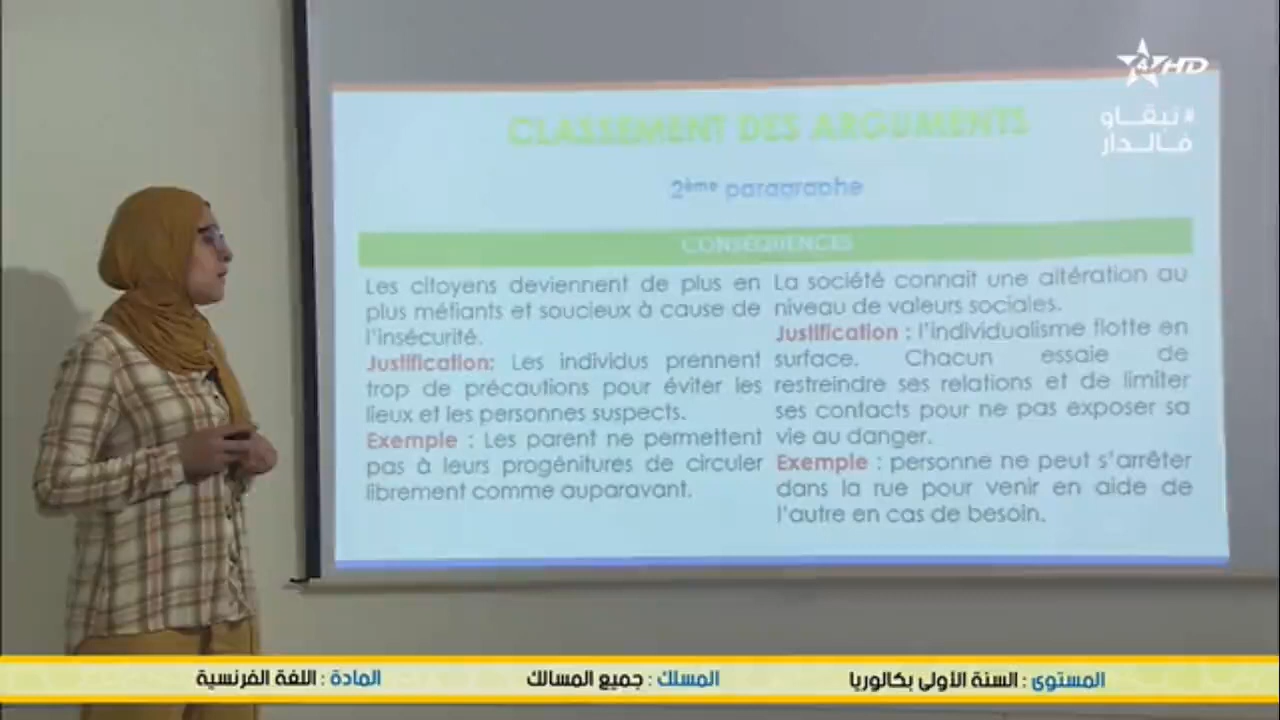 4 HD
#نبقاو
فالدار
CLASSEMENT DES ARGUMENTS
2ème paragraphe
CONSÉQUENCES
Les citoyens deviennent de plus en
plus méfiants et soucieux à cause de
l’insécurité.
Justification: Les individus prennent
trop de précautions pour éviter les
lieux et les personnes suspects.
Exemple : Les parent ne permettent
pas à leurs progénitures de circuler
librement comme auparavant.
La société connait une altération au
niveau de valeurs sociales.
Justification : l’individualisme flotte en
surface. Chacun essaie de
restreindre ses relations et de limiter
ses contacts pour ne pas exposer sa
vie au danger.
Exemple : personne ne peut s’arrêter
dans la rue pour venir en aide de
l’autre en cas de besoin.
المستوى : السنة الأولى بكالوريا
المسلك : جميع المسالك
المادة : اللغة الفرنسية